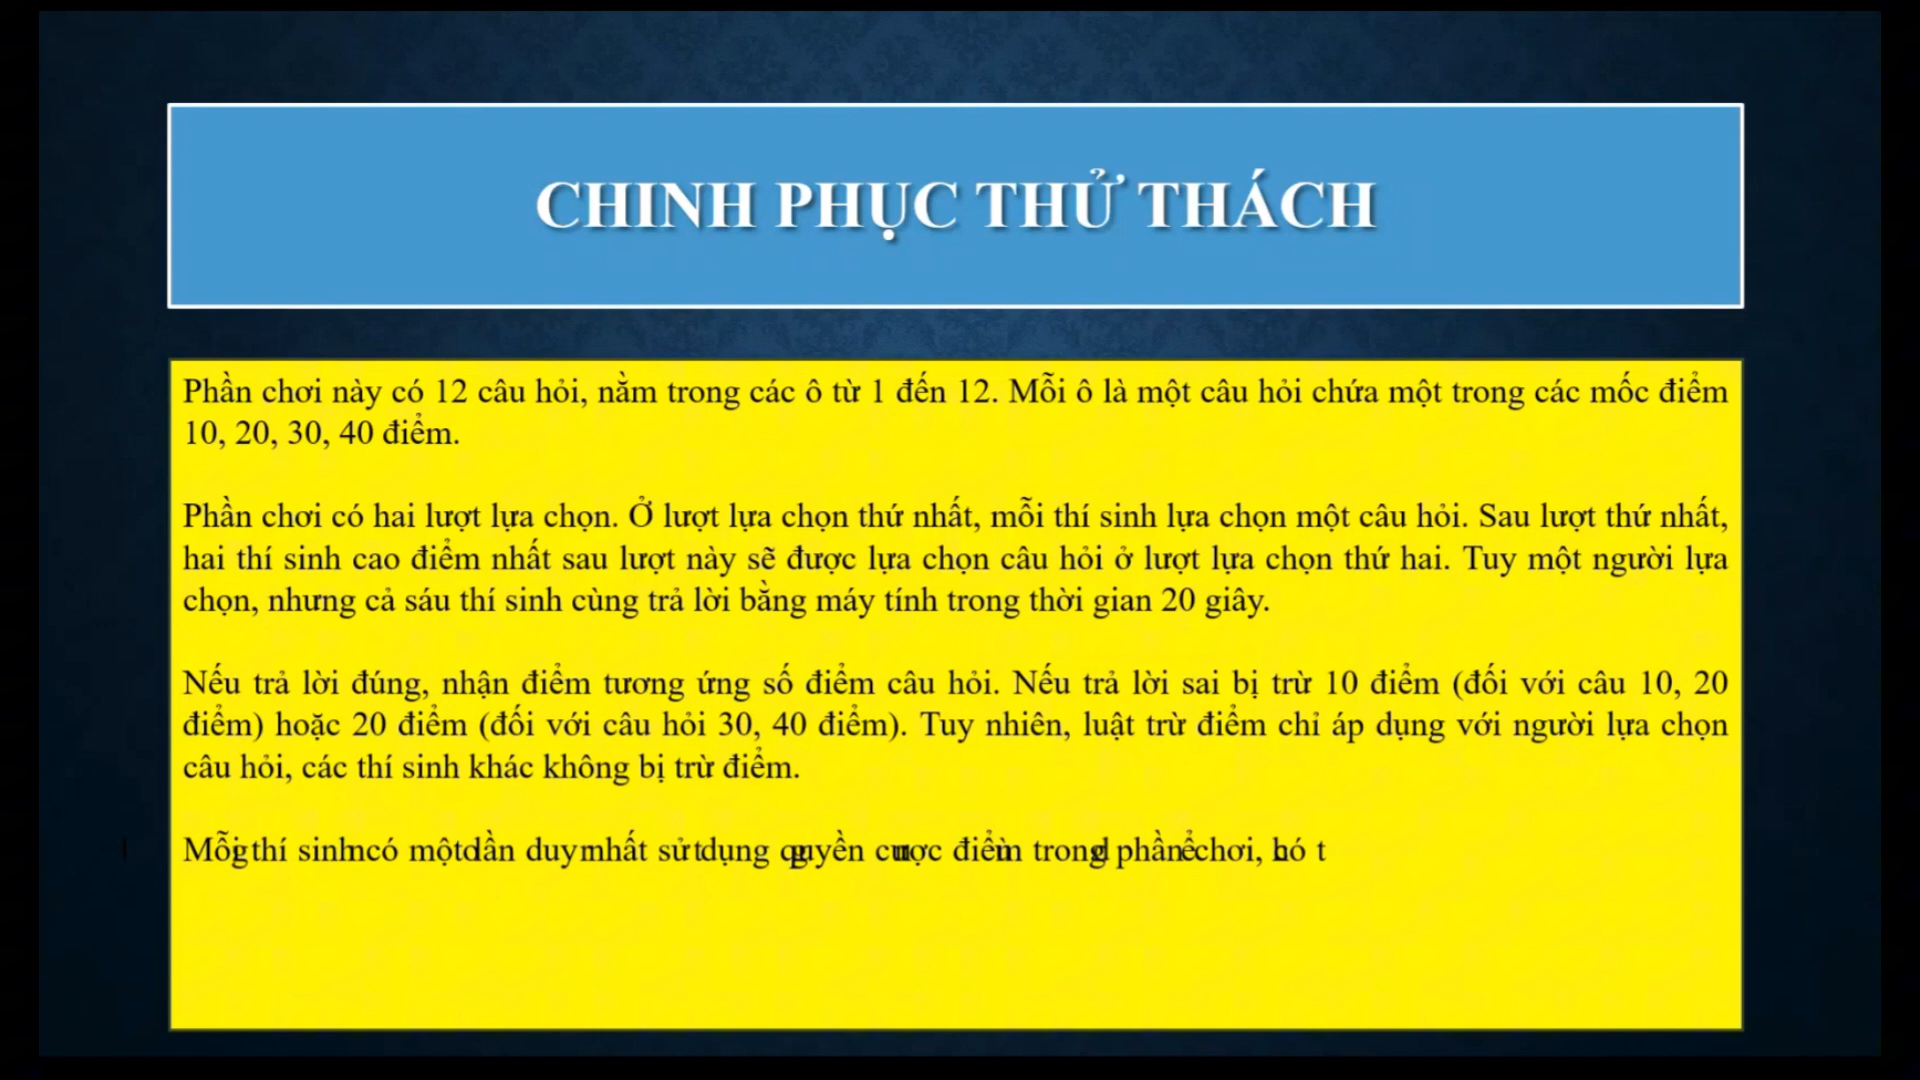 CHINH PHỤC THỬ THÁCH
Phần chơi này có 12 câu hỏi, nằm trong các ô từ 1 đến 12. Mỗi ô là một câu hỏi chứa một trong các mốc điểm
10, 20, 30, 40 điểm.
Phần chơi có hai lượt lựa chọn. Ở lượt lựa chọn thứ nhất, mỗi thí sinh lựa chọn một câu hỏi. Sau lượt thứ nhất,
hai thí sinh cao điểm nhất sau lượt này sẽ được lựa chọn câu hỏi ở lượt lựa chọn thứ hai. Tuy một người lựa
chọn, nhưng cả sáu thí sinh cùng trả lời bằng máy tính trong thời gian 20 giây.
Nếu trả lời đúng, nhận điểm tương ứng số điểm câu hỏi. Nếu trả lời sai bị trừ 10 điểm (đối với câu 10, 20
điểm) hoặc 20 điểm (đối với câu hỏi 30, 40 điểm). Tuy nhiên, luật trừ điểm chỉ áp dụng với người lựa chọn
câu hỏi, các thí sinh khác không bị trừ điểm.
Mỗi thí sinh có một lần duy nhất sử dụng quyền cược điểm trong phần chơi,